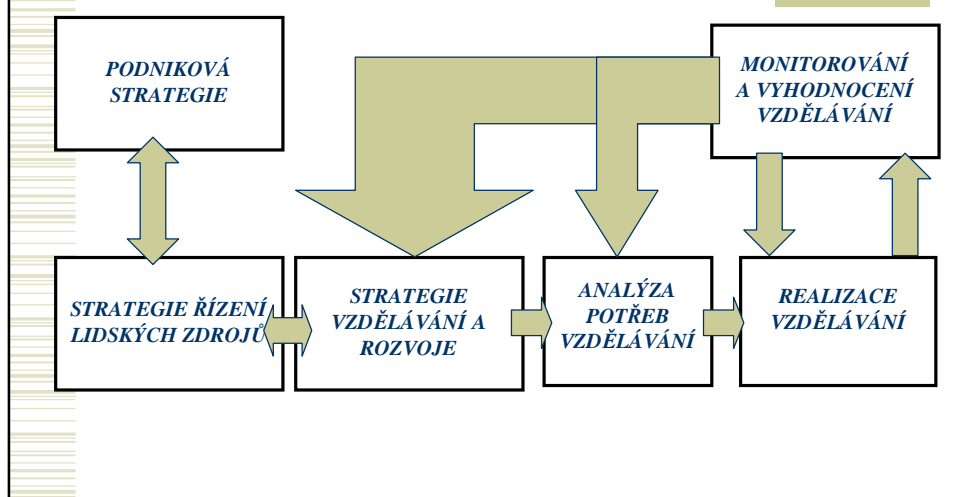 PODNIKOVÁ
STRATEGIE
MONITOROVÁNÍ
A VYHODNOCENÍ
VZDĚLÁVÁNÍ
STRATEGIE ŘÍZENÍ
LIDSKÝCH ZDROJŮ
STRATEGIE
VZDĚLÁVÁNÍ A
ROZVOJE
ANALÝZA
POTŘEB
VZDĚLÁVÁNÍ
REALIZACE
VZDĚLÁVÁNÍ